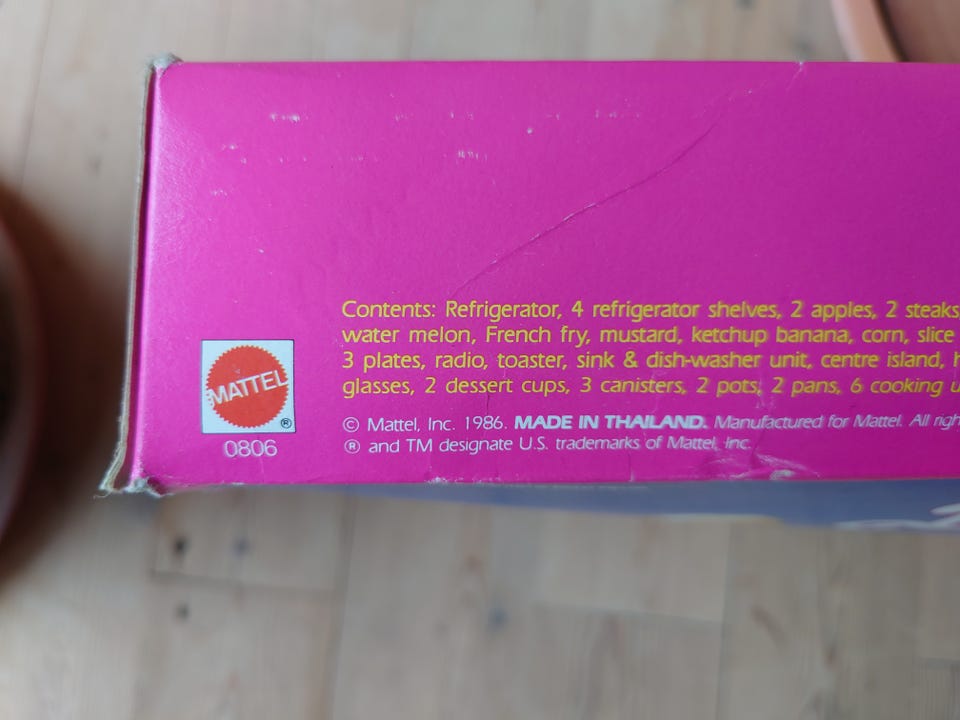 Contents: Refrigerator, 4 refrigerator shelves, 2 apples, 2 steaks,
water melon, French fry, mustard, ketchup banana, corn, slice
3 plates, radio, toaster, sink & dish-washer unit, centre island,
glasses, 2 dessert cups, 3 canisters, 2 pots, 2 pans, 6 cooking
MATTEL
®
0806
© Mattel, Inc. 1986. MADE IN THAILAND. Manufactured for Mattel. All
® and TM designate U.S. trademarks of Mattel, Inc.